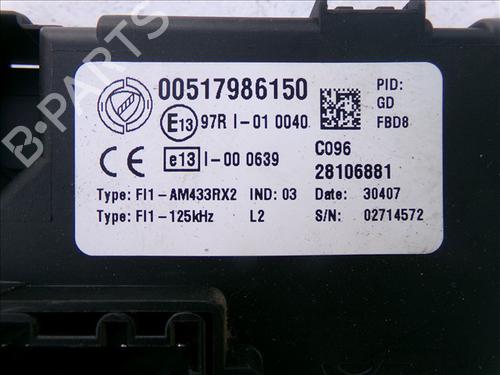 00517986150
PID:
GD
FBD8
E13 97R I-01 0040
C096
CE e13 I-00 0639
28106881
Type: FI1-AM433RX2 IND: 03 Date: 30407
Type: FI1-125kHz L2 S/N: 02714572
B-PARTS